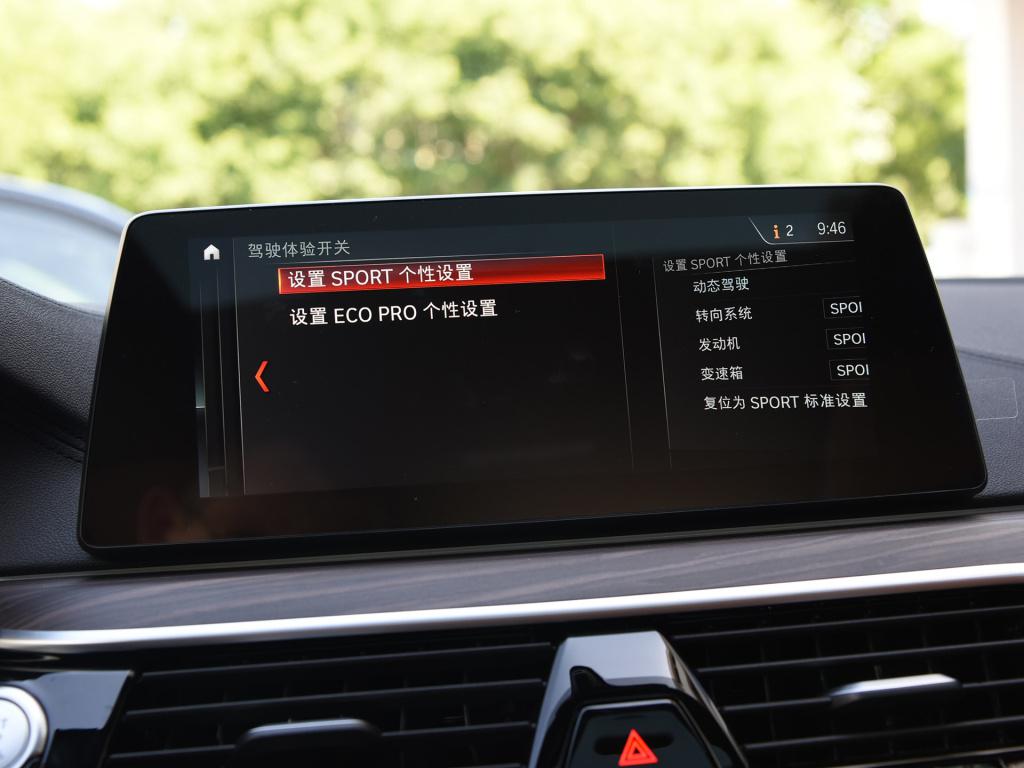 驾驶体验开关
设置 SPORT 个性设置
设置 ECO PRO 个性设置
i 2 9:46
设置 SPORT 个性设置
动态驾驶
转向系统 SPOI
发动机 SPOI
变速箱 SPOI
复位为 SPORT 标准设置